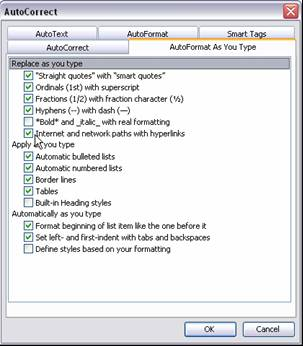 AutoCorrect
AutoText AutoFormat Smart Tags
AutoCorrect AutoFormat As You Type
Replace as you type
"Straight quotes" with "smart quotes"
Ordinals (1st) with superscript
Fractions (1/2) with fraction character (½)
Hyphens (--) with dash (—)
*Bold* and _italic_ with real formatting
Internet and network paths with hyperlinks
Apply as you type
Automatic bulleted lists
Automatic numbered lists
Border lines
Tables
Built-in Heading styles
Automatically as you type
Format beginning of list item like the one before it
Set left- and first-indent with tabs and backspaces
Define styles based on your formatting
OK Cancel